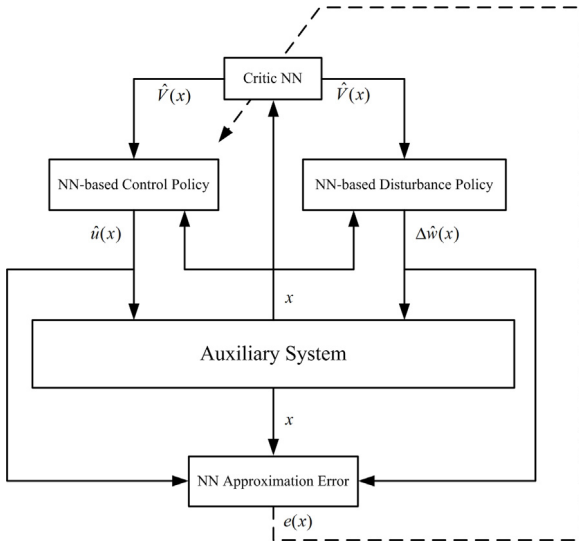 Critic NN
V̂(x)
V̂(x)
NN-based Control Policy
NN-based Disturbance Policy
û(x)
Δŵ(x)
x
Auxiliary System
x
NN Approximation Error
e(x)